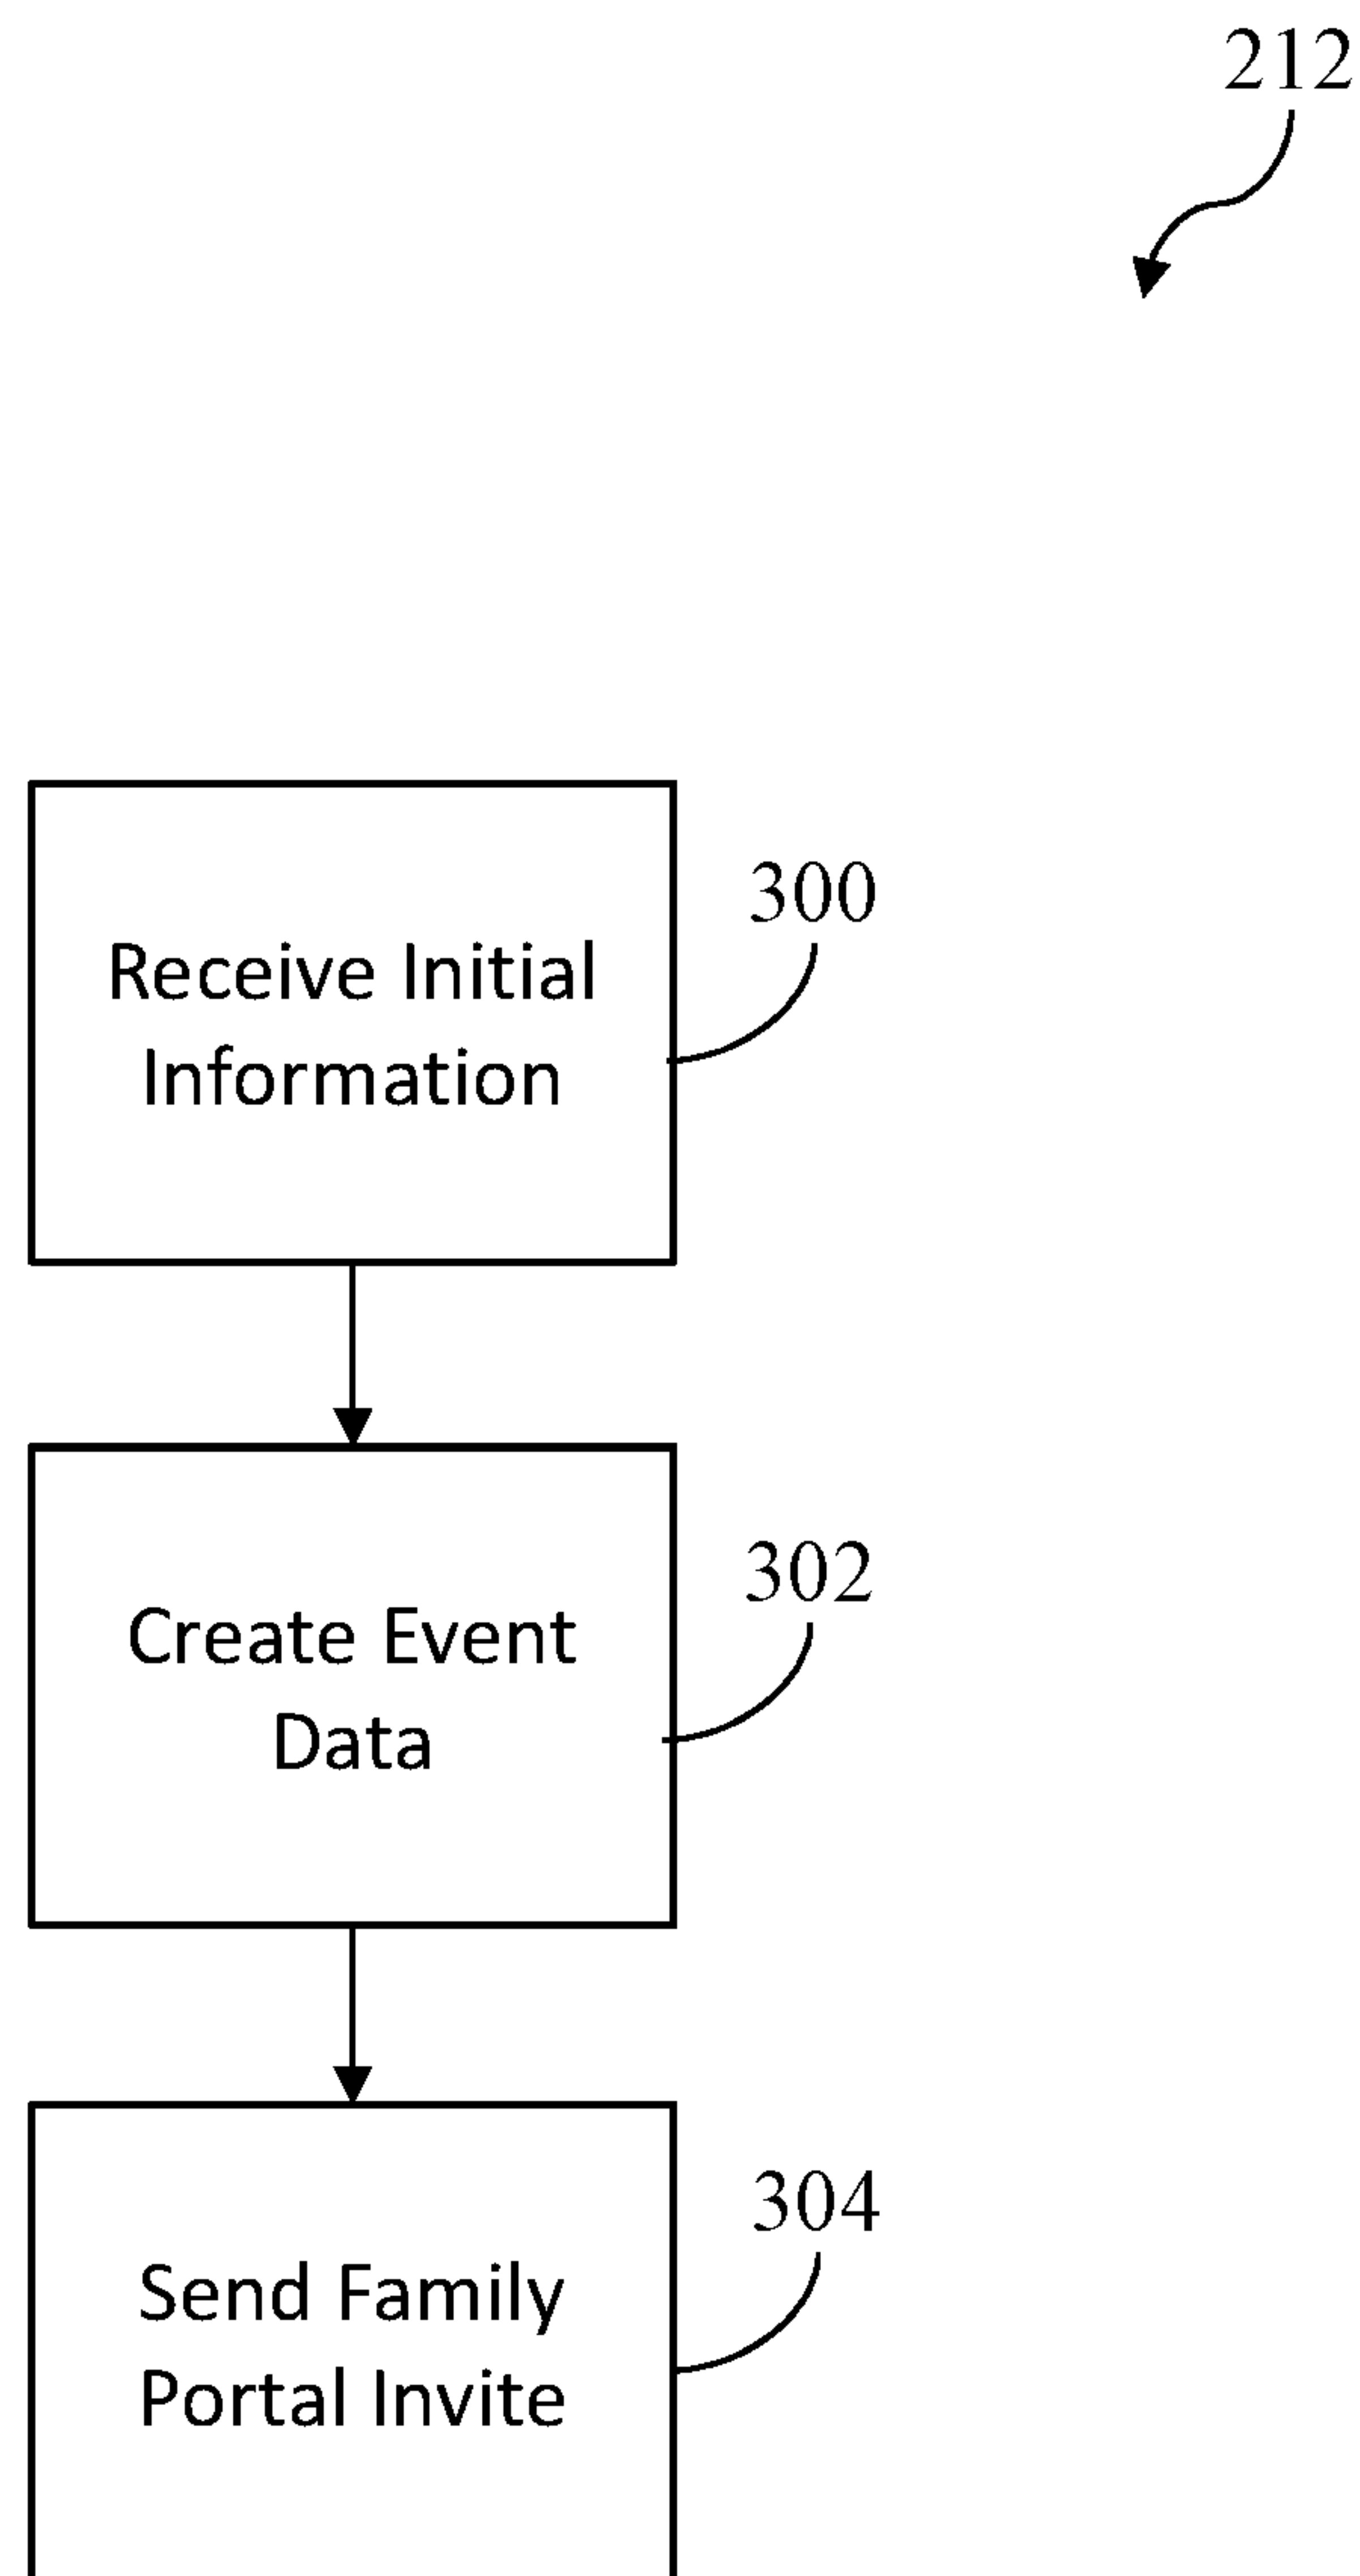 212
300
Receive Initial
Information
302
Create Event
Data
304
Send Family
Portal Invite